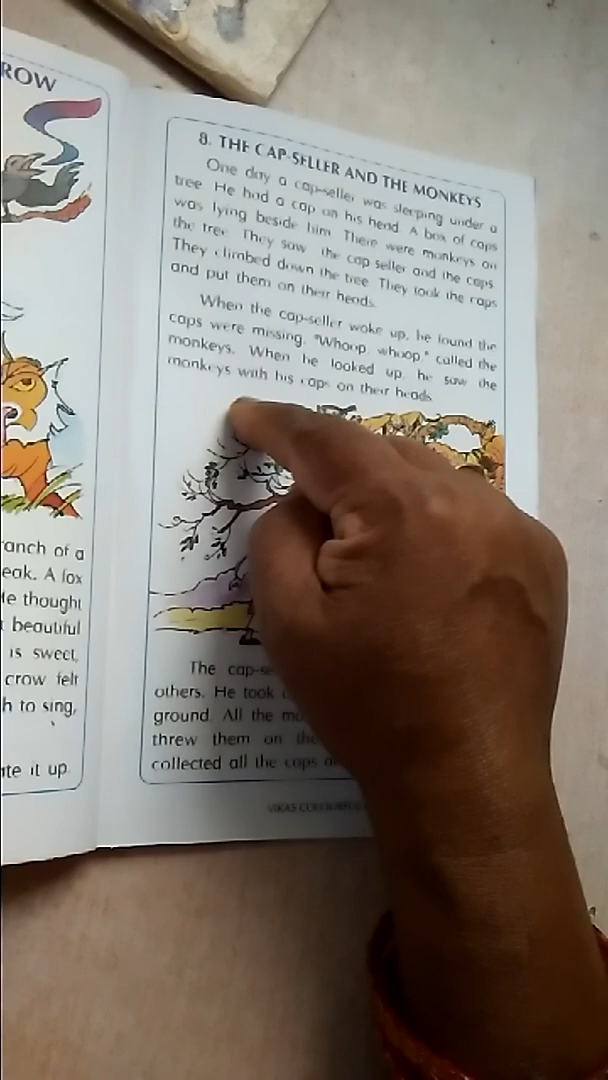 ROW
anch of a
eak. A fox
He thought
beautiful
is sweet,
crow felt
h to sing,
ate it up.
8. THE CAP-SELLER AND THE MONKEYS
One day a cap-seller was sleeping under a
tree. He had a cap on his head. A box of caps
was lying beside him. There were monkeys on
the tree. They saw the cap seller and the caps.
They climbed down the tree. They took the caps
and put them on their heads.
When the cap-seller woke up, he found the
caps were missing. "Whoop, whoop," called the
monkeys. When he looked up, he saw the
monkeys with his caps on their heads.
The cap-se
others. He took
ground. All the mo
threw them on the
collected all the caps
VIKAS